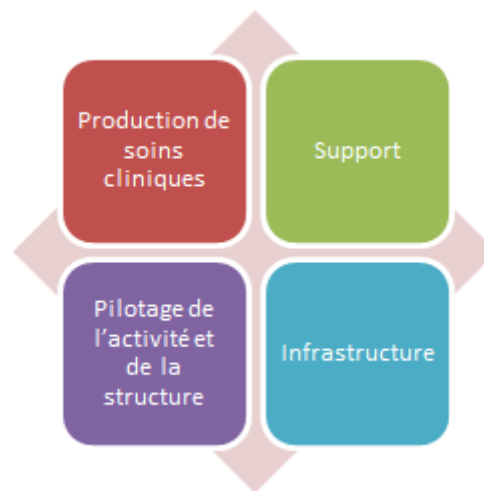 Production de
soins
cliniques
Support
Pilotage de
l'activité et
de la
structure
Infrastructure